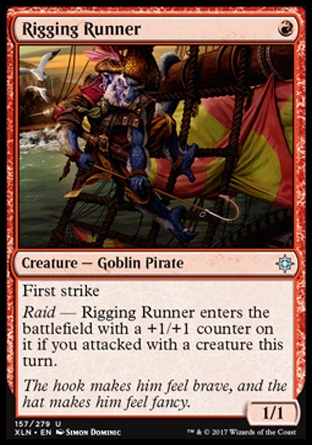 Rigging Runner
Creature — Goblin Pirate
First strike
Raid — Rigging Runner enters the
battlefield with a +1/+1 counter on
it if you attacked with a creature this
turn.
The hook makes him feel brave, and the
hat makes him feel fancy.
1/1
157/279 U
XLN • EN Simon Dominic
™ & © 2017 Wizards of the Coast